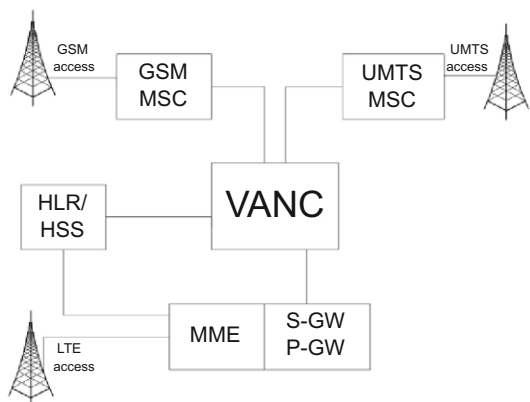 GSM
access
GSM
MSC
UMTS
MSC
UMTS
access
HLR/
HSS
VANC
MME
S-GW
P-GW
LTE
access